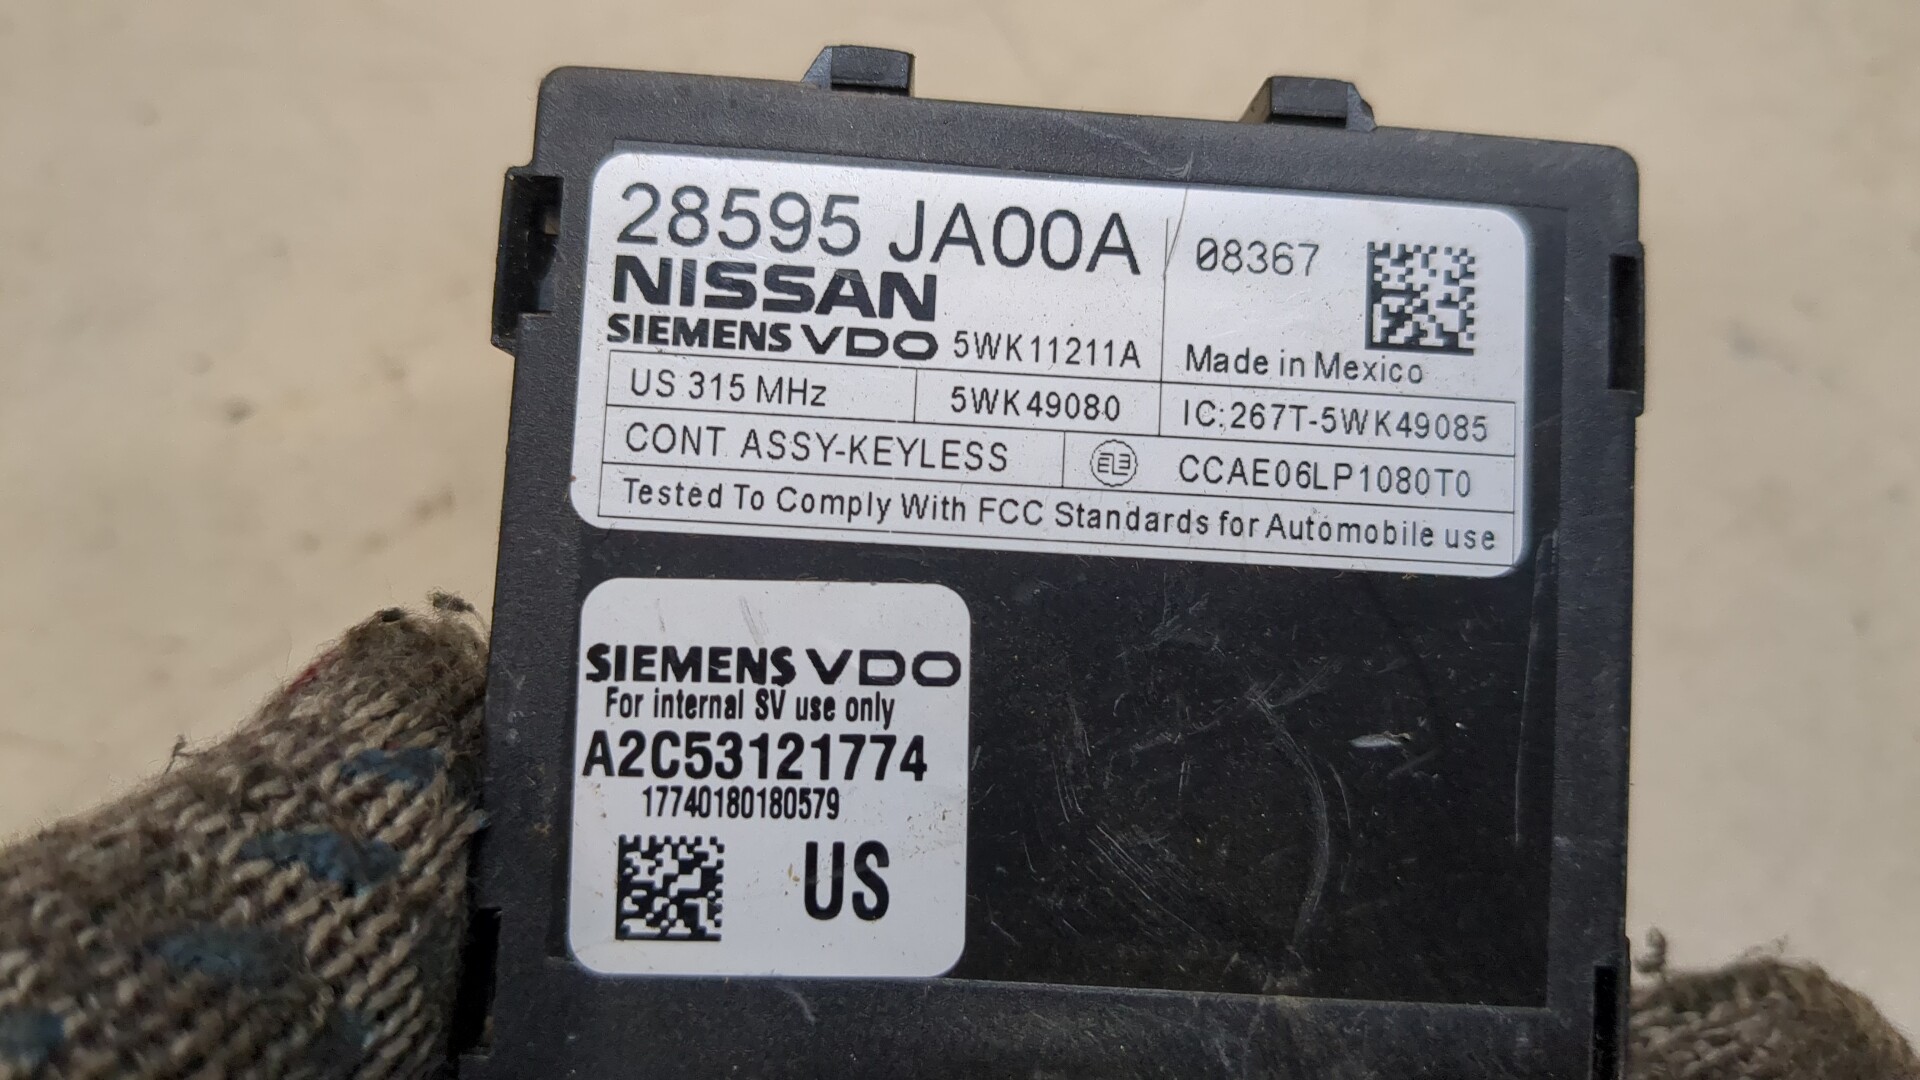 28595 JA00A
08367
NISSAN
SIEMENS VDO 5WK11211A
Made in Mexico
US 315 MHz
5WK49080
IC:267T-5WK49085
CONT ASSY-KEYLESS
CCAE06LP1080T0
Tested To Comply With FCC Standards for Automobile use
SIEMENS VDO
For internal SV use only
A2C53121774
17740180180579
US